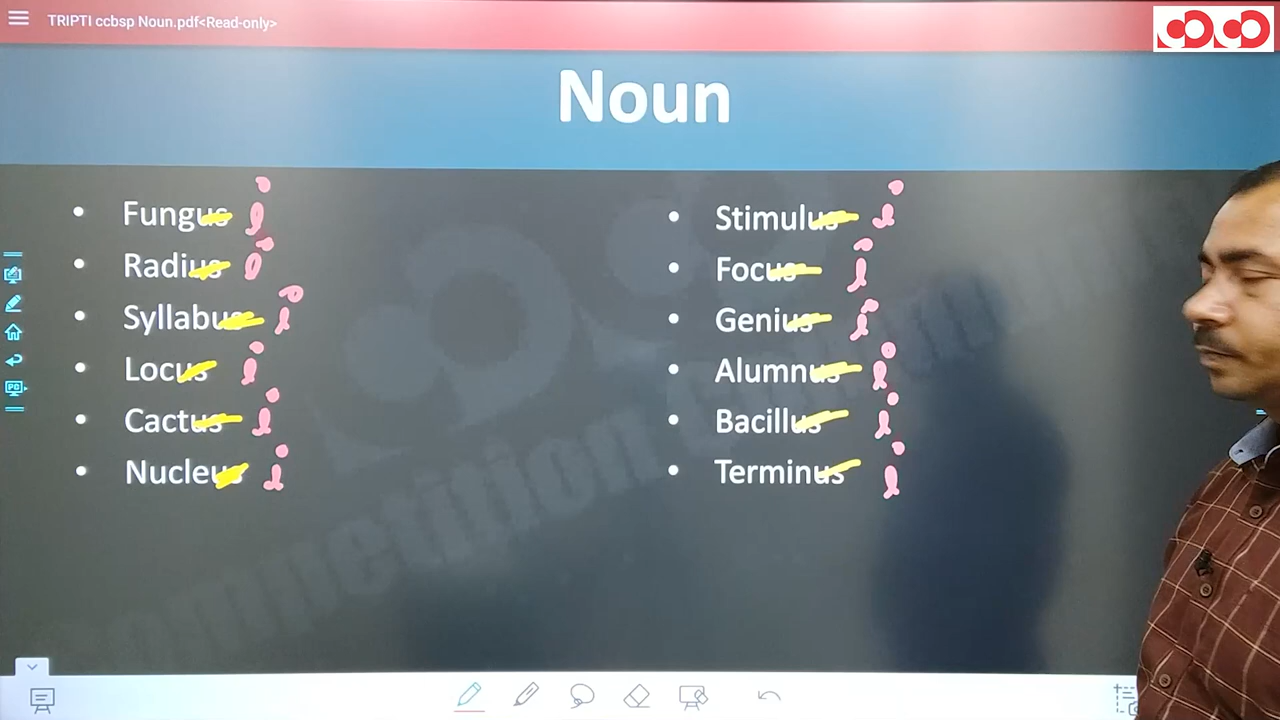 TRIPTI ccbsp Noun.pdf<Read-only>
Noun
• Fungus i
• Radius i
• Syllabus i
• Locus i
• Cactus i
• Nucleus i
• Stimulus i
• Focus i
• Genius i
• Alumnus i
• Bacillus i
• Terminus i